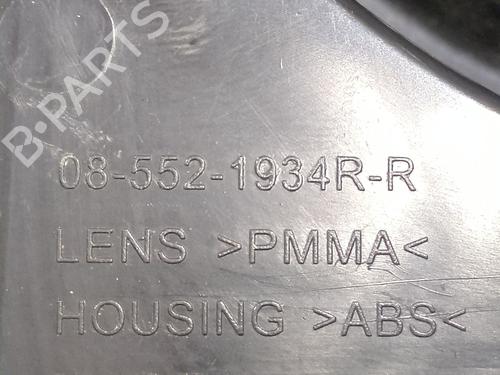 B-PARTS
08-552-1934R-R
LENS >PMMA<
HOUSING >ABS<